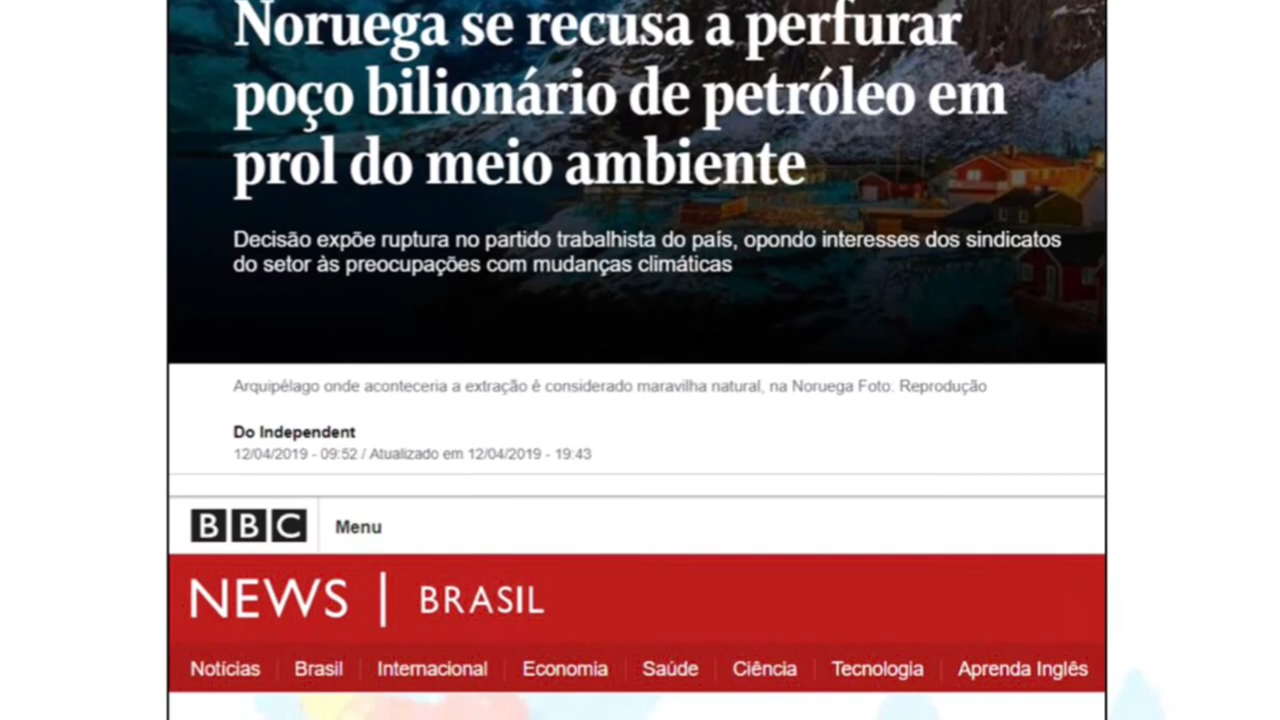 Noruega se recusa a perfurar
poço bilionário de petróleo em
prol do meio ambiente
Decisão expõe ruptura no partido trabalhista do país, opondo interesses dos sindicatos
do setor às preocupações com mudanças climáticas
Arquipélago onde aconteceria a extração é considerado maravilha natural, na Noruega Foto: Reprodução
Do Independent
12/04/2019 - 09:52 / Atualizado em 12/04/2019 - 19:43
BBC Menu
NEWS | BRASIL
Notícias Brasil Internacional Economia Saúde Ciência Tecnologia Aprenda Inglês